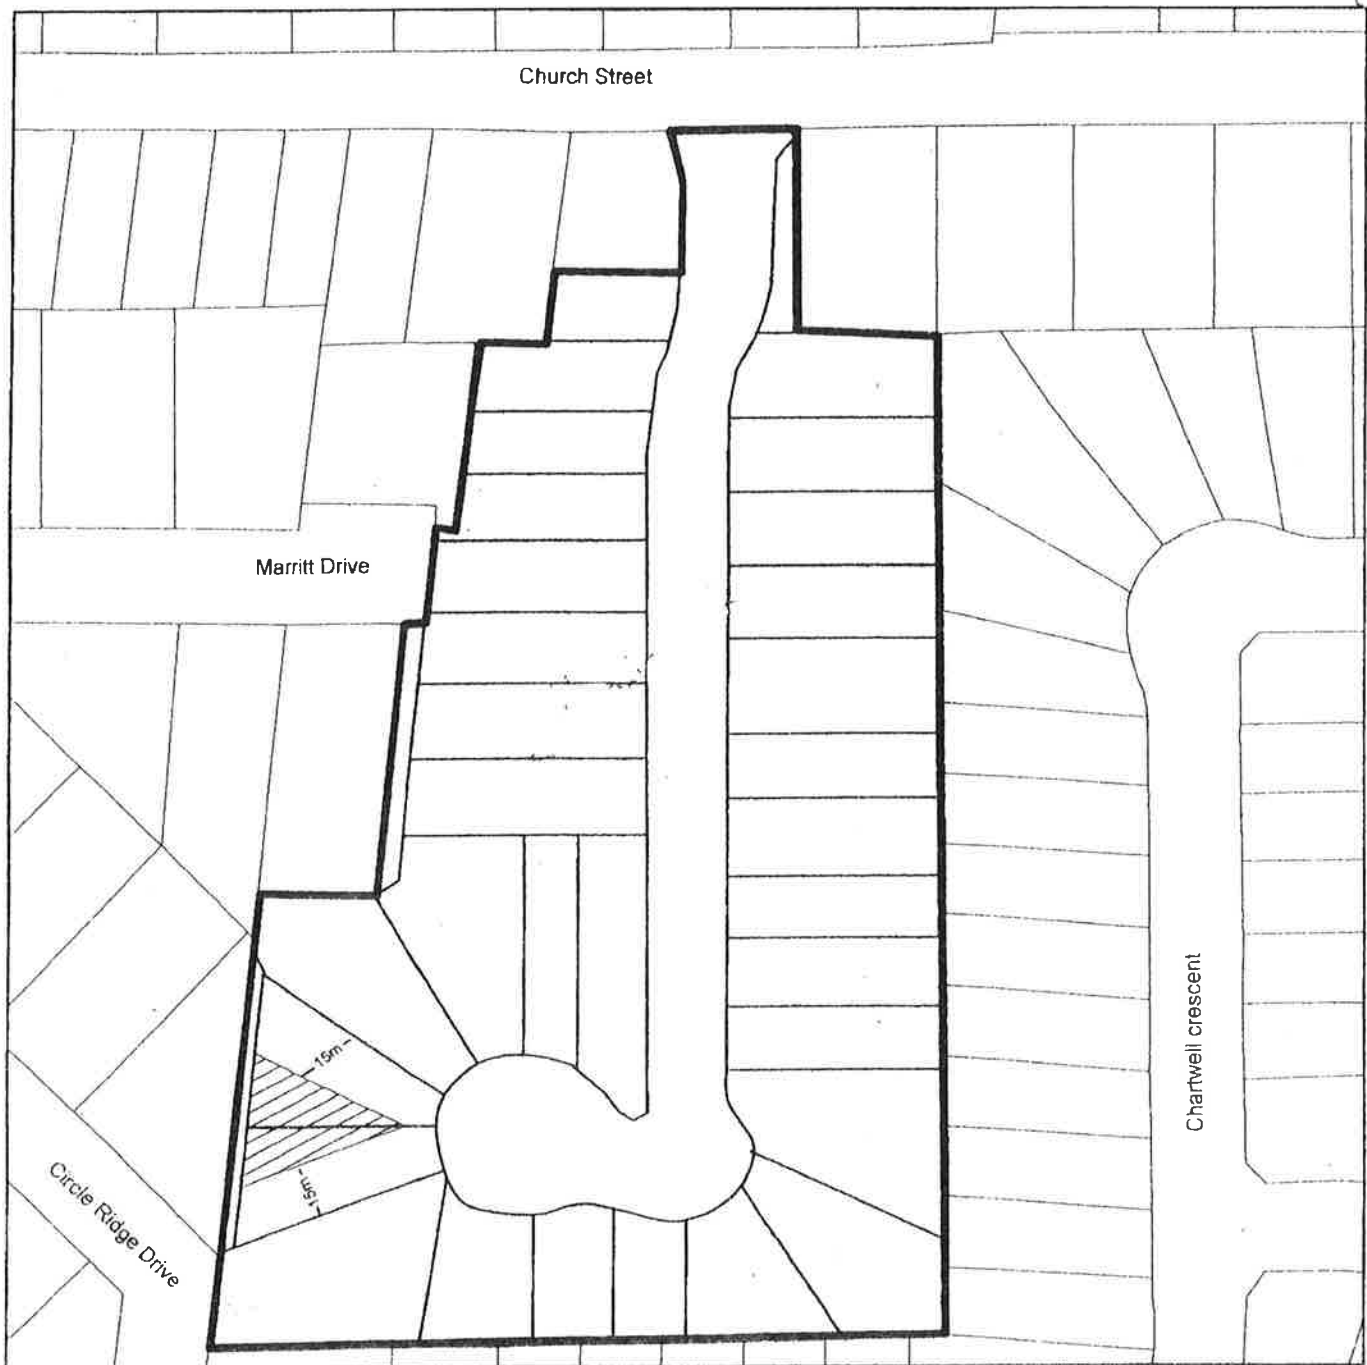 Church Street
Marritt Drive
15m
Chartwell crescent
15m
Circle Ridge Drive